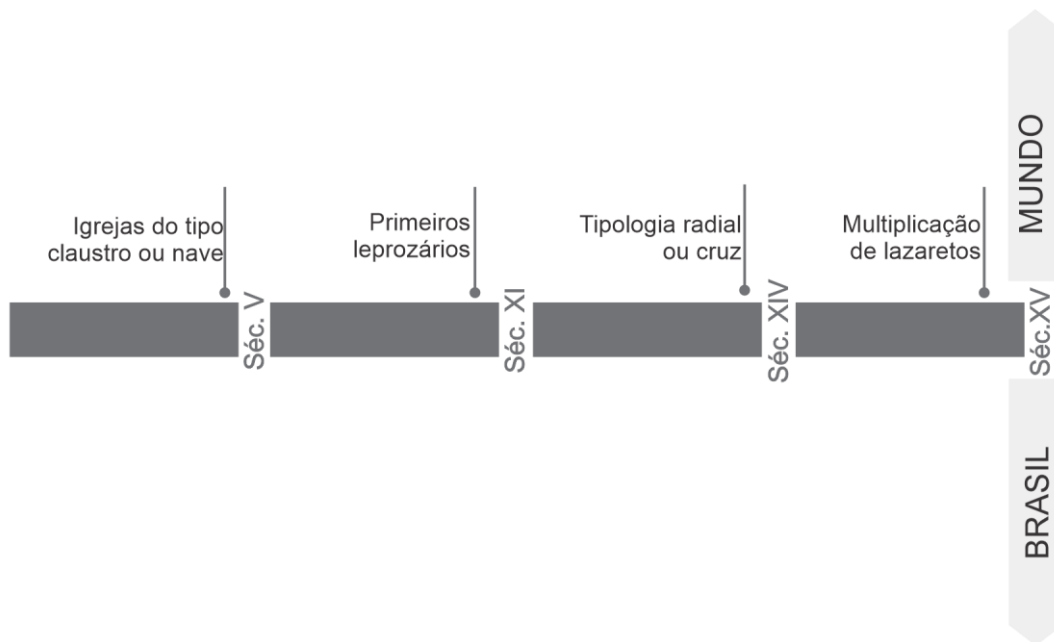 Igrejas do tipo
claustro ou nave
Séc. V
Primeiros
leprozários
Séc. XI
Tipologia radial
ou cruz
Séc. XIV
Multiplicação
de lazaretos
Séc.XV
MUNDO
BRASIL